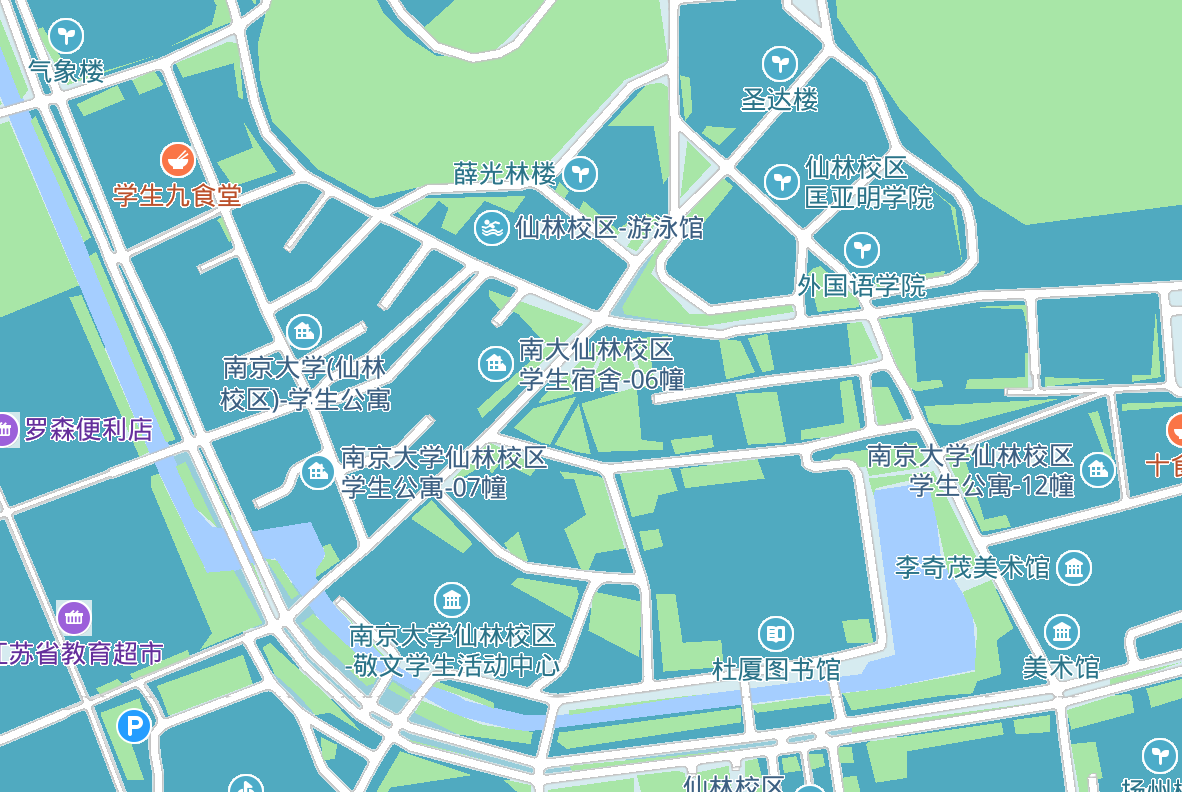 气象楼
圣达楼
学生九食堂
薛光林楼
仙林校区
匡亚明学院
仙林校区-游泳馆
外国语学院
南京大学(仙林
校区)-学生公寓
南大仙林校区
学生宿舍-06幢
罗森便利店
南京大学仙林校区
学生公寓-07幢
南京大学仙林校区
学生公寓-12幢
十食
李奇茂美术馆
江苏省教育超市
南京大学仙林校区
-敬文学生活动中心
杜厦图书馆
美术馆
P
仙林校区